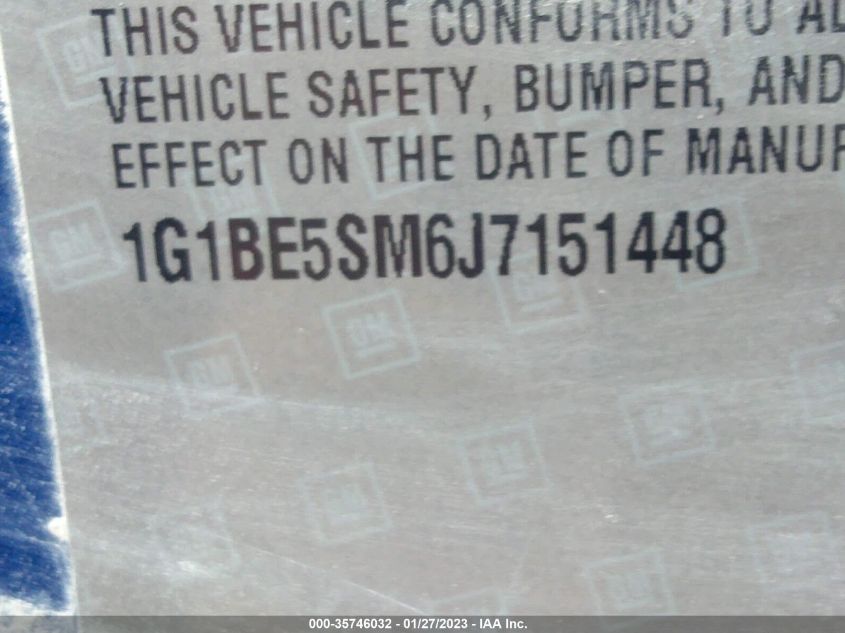 THIS VEHICLE CONFORMS TO AL
VEHICLE SAFETY, BUMPER, AND
EFFECT ON THE DATE OF MANUF
1G1BE5SM6J7151448
000-35746032 - 01/27/2023 - IAA Inc.